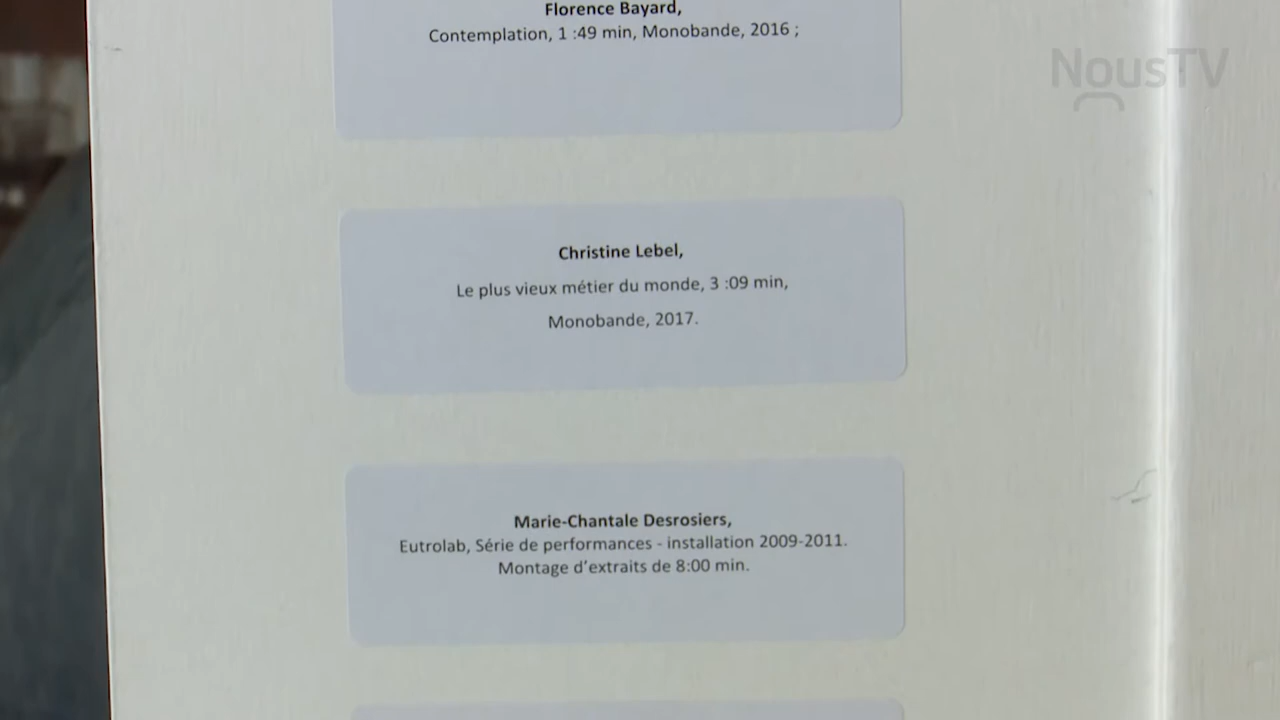 Florence Bayard,
Contemplation, 1 :49 min, Monobande, 2016 ;
NousTV
Christine Lebel,
Le plus vieux métier du monde, 3 :09 min,
Monobande, 2017.
Marie-Chantale Desrosiers,
Eutrolab, Série de performances - installation 2009-2011.
Montage d'extraits de 8:00 min.